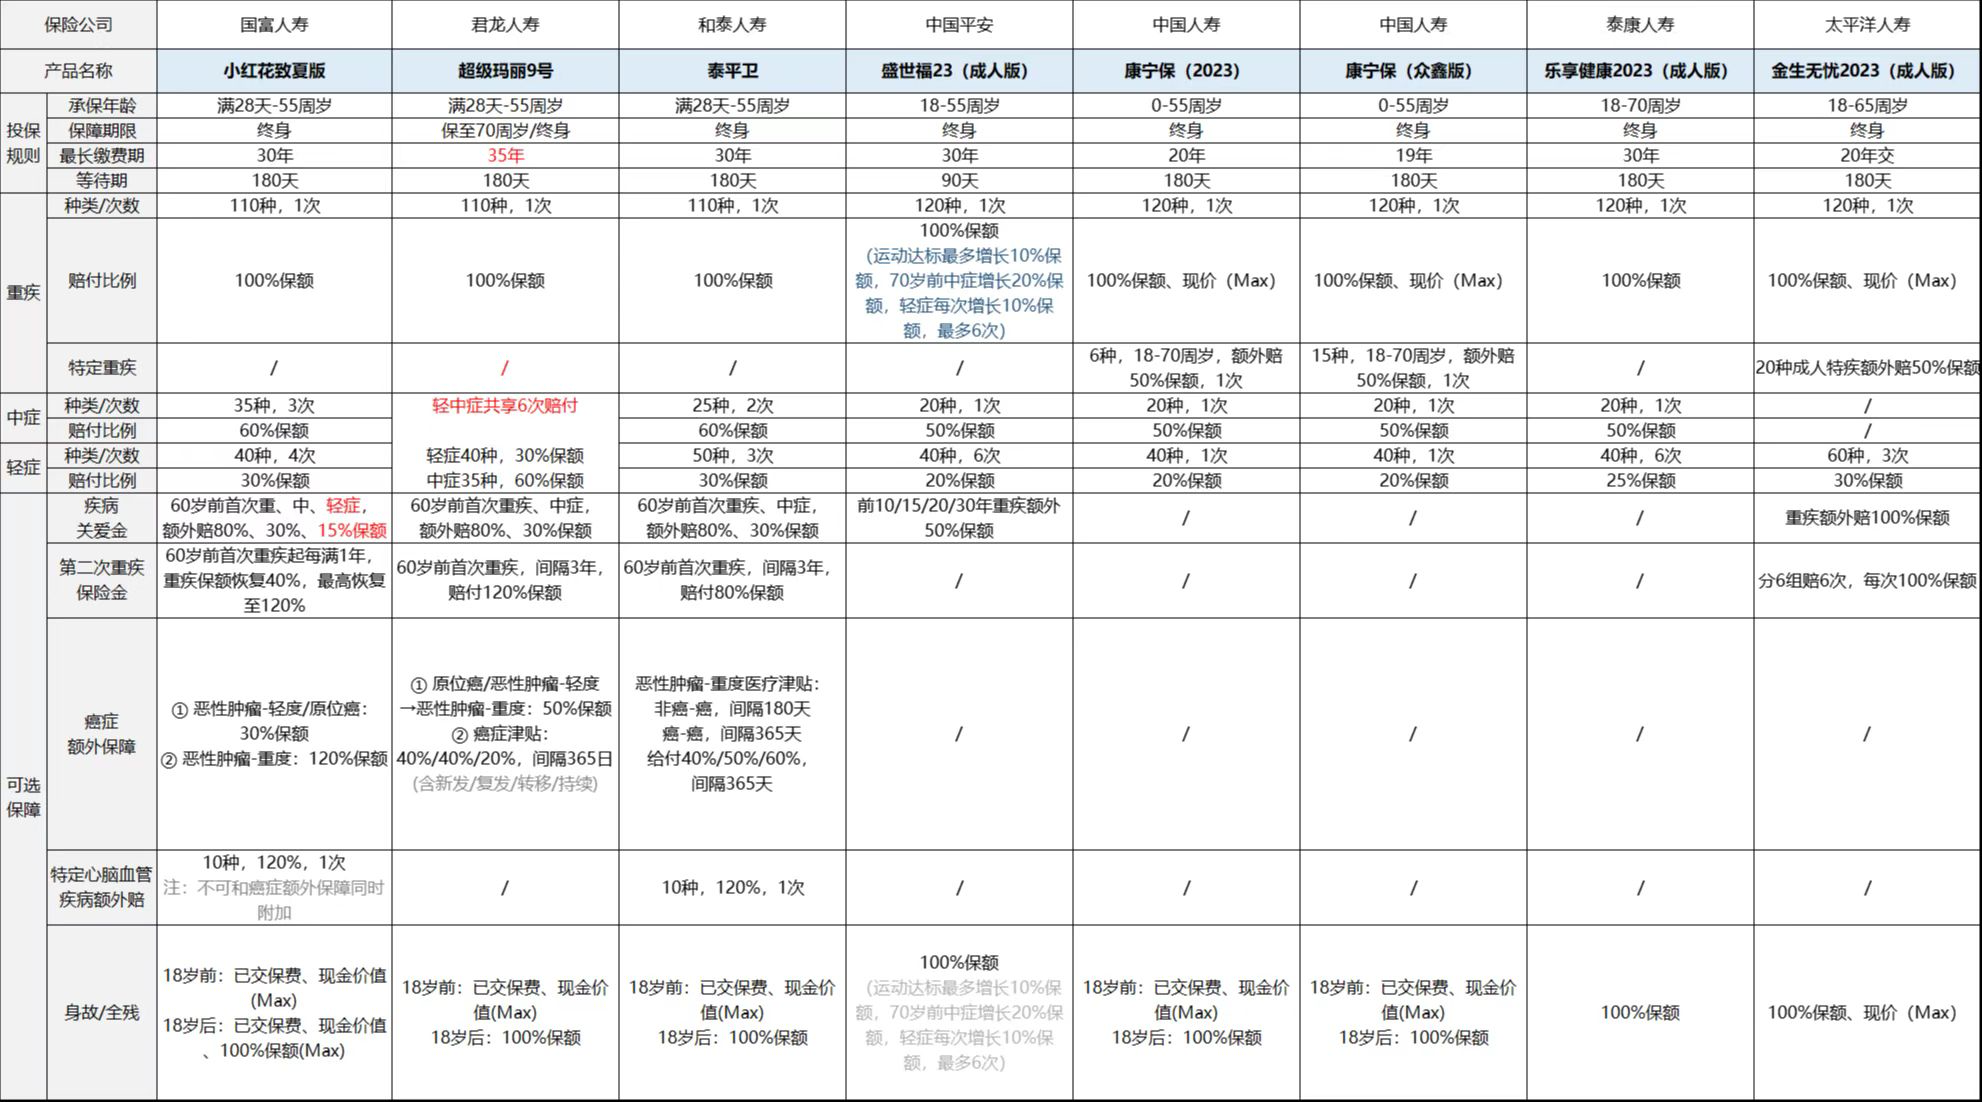 保险公司 国富人寿 君龙人寿 和泰人寿 中国平安 中国人寿 中国人寿 泰康人寿 太平洋人寿
产品名称 小红花致夏版 超级玛丽9号 泰平卫 盛世福23（成人版） 康宁保（2023） 康宁保（众鑫版） 乐享健康2023（成人版） 金生无忧2023（成人版）
投保
规则
承保年龄 满28天-55周岁 满28天-55周岁 满28天-55周岁 18-55周岁 0-55周岁 0-55周岁 18-70周岁 18-65周岁
保障期限 终身 保至70周岁/终身 终身 终身 终身 终身 终身 终身
最长缴费期 30年 35年 30年 30年 20年 19年 30年 20年交
等待期 180天 180天 180天 90天 180天 180天 180天 180天
重疾
种类/次数 110种，1次 110种，1次 110种，1次 120种，1次 120种，1次 120种，1次 120种，1次 120种，1次
赔付比例
100%保额
100%保额
100%保额
100%保额
（运动达标最多增长10%保
额，70岁前中症增长20%保
额，轻症每次增长10%保
额，最多6次）
100%保额、现价（Max）
100%保额、现价（Max）
100%保额
100%保额、现价（Max）
特定重疾
/
/
/
/
6种，18-70周岁，额外赔
50%保额，1次
15种，18-70周岁，额外赔
50%保额，1次
/
20种成人特疾额外赔50%保额
中症
种类/次数 35种，3次 轻中症共享6次赔付 25种，2次 20种，1次 20种，1次 20种，1次 20种，1次 /
赔付比例 60%保额 60%保额 50%保额 50%保额 50%保额 50%保额 /
轻症
种类/次数 40种，4次 轻症40种，30%保额 50种，3次 40种，6次 40种，1次 40种，1次 40种，6次 60种，3次
赔付比例 30%保额 中症35种，60%保额 30%保额 20%保额 20%保额 20%保额 25%保额 30%保额
可选
保障
疾病
关爱金
60岁前首次重、中、轻症，
额外赔80%、30%、15%保额
60岁前首次重疾、中症，
额外赔80%、30%保额
60岁前首次重疾、中症，
额外赔80%、30%保额
前10/15/20/30年重疾额外
50%保额
/
/
/
重疾额外赔100%保额
第二次重疾
保险金
60岁前首次重疾起每满1年，
重疾保额恢复40%，最高恢复
至120%
60岁前首次重疾，间隔3年，
赔付120%保额
60岁前首次重疾，间隔3年，
赔付80%保额
/
/
/
/
分6组赔6次，每次100%保额
癌症
额外保障
① 恶性肿瘤-轻度/原位癌：
30%保额
② 恶性肿瘤-重度：120%保额
① 原位癌/恶性肿瘤-轻度
→恶性肿瘤-重度：50%保额
② 癌症津贴：
40%/40%/20%，间隔365日
(含新发/复发/转移/持续)
恶性肿瘤-重度医疗津贴：
非癌-癌，间隔180天
癌-癌，间隔365天
给付40%/50%/60%，
间隔365天
/
/
/
/
/
特定心脑血管
疾病额外赔
10种，120%，1次
注：不可和癌症额外保障同时
附加
/
10种，120%，1次
/
/
/
/
/
身故/全残
18岁前：已交保费、现金价值
(Max)
18岁后：已交保费、现金价值
、100%保额(Max)
18岁前：已交保费、现金价
值(Max)
18岁后：100%保额
18岁前：已交保费、现金价
值(Max)
18岁后：100%保额
100%保额
（运动达标最多增长10%保
额，70岁前中症增长20%保
额，轻症每次增长10%保
额，最多6次）
18岁前：已交保费、现金价
值(Max)
18岁后：100%保额
18岁前：已交保费、现金价
值(Max)
18岁后：100%保额
100%保额
100%保额、现价（Max）